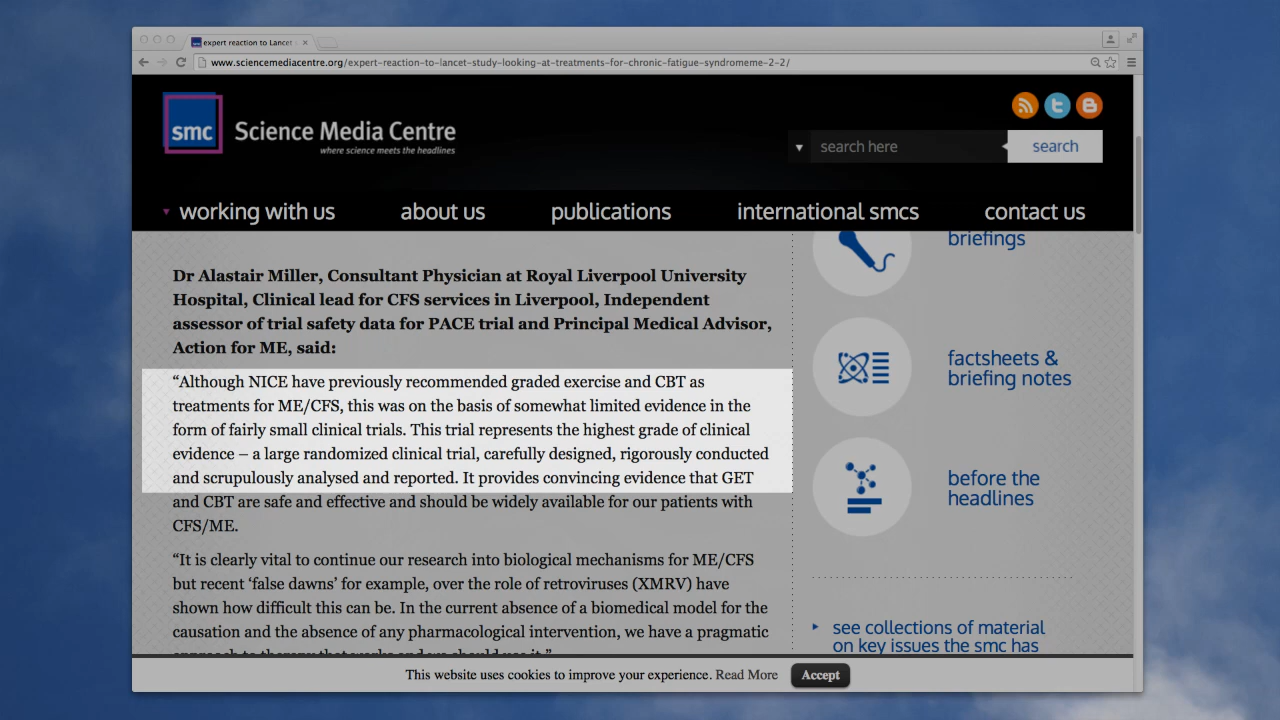 expert reaction to Lancet
www.sciencemediacentre.org/expert-reaction-to-lancet-study-looking-at-treatments-for-chronic-fatigue-syndromeme-2-2/
smc
Science Media Centre
where science meets the headlines
search here
search
working with us
about us
publications
international smcs
contact us
Dr Alastair Miller, Consultant Physician at Royal Liverpool University
Hospital, Clinical lead for CFS services in Liverpool, Independent
assessor of trial safety data for PACE trial and Principal Medical Advisor,
Action for ME, said:
“Although NICE have previously recommended graded exercise and CBT as
treatments for ME/CFS, this was on the basis of somewhat limited evidence in the
form of fairly small clinical trials. This trial represents the highest grade of clinical
evidence – a large randomized clinical trial, carefully designed, rigorously conducted
and scrupulously analysed and reported. It provides convincing evidence that GET
and CBT are safe and effective and should be widely available for our patients with
CFS/ME.
“It is clearly vital to continue our research into biological mechanisms for ME/CFS
but recent ‘false dawns’ for example, over the role of retroviruses (XMRV) have
shown how difficult this can be. In the current absence of a biomedical model for the
causation and the absence of any pharmacological intervention, we have a pragmatic
briefings
factsheets &
briefing notes
before the
headlines
see collections of material
on key issues the smc has
This website uses cookies to improve your experience. Read More
Accept